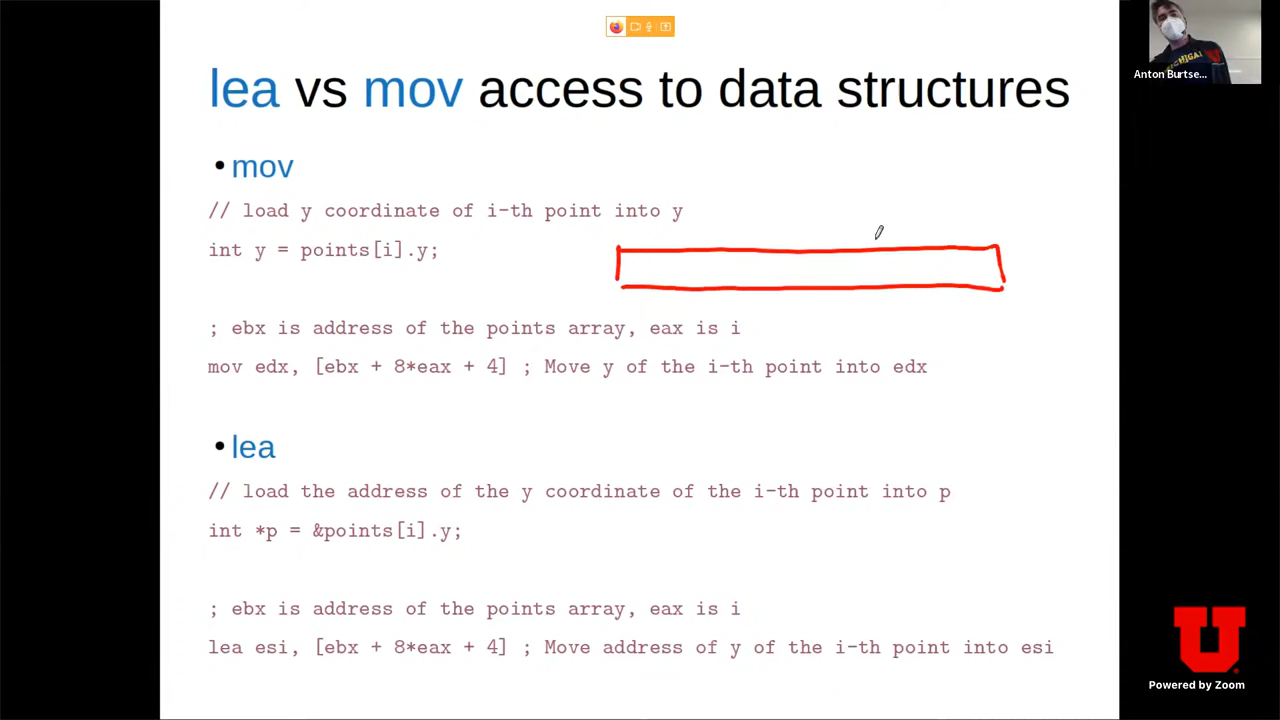 lea vs mov access to data structures
• mov
// load y coordinate of i-th point into y
int y = points[i].y;
; ebx is address of the points array, eax is i
mov edx, [ebx + 8*eax + 4] ; Move y of the i-th point into edx
• lea
// load the address of the y coordinate of the i-th point into p
int *p = &points[i].y;
; ebx is address of the points array, eax is i
lea esi, [ebx + 8*eax + 4] ; Move address of y of the i-th point into esi
Anton Burtse...
U
Powered by Zoom